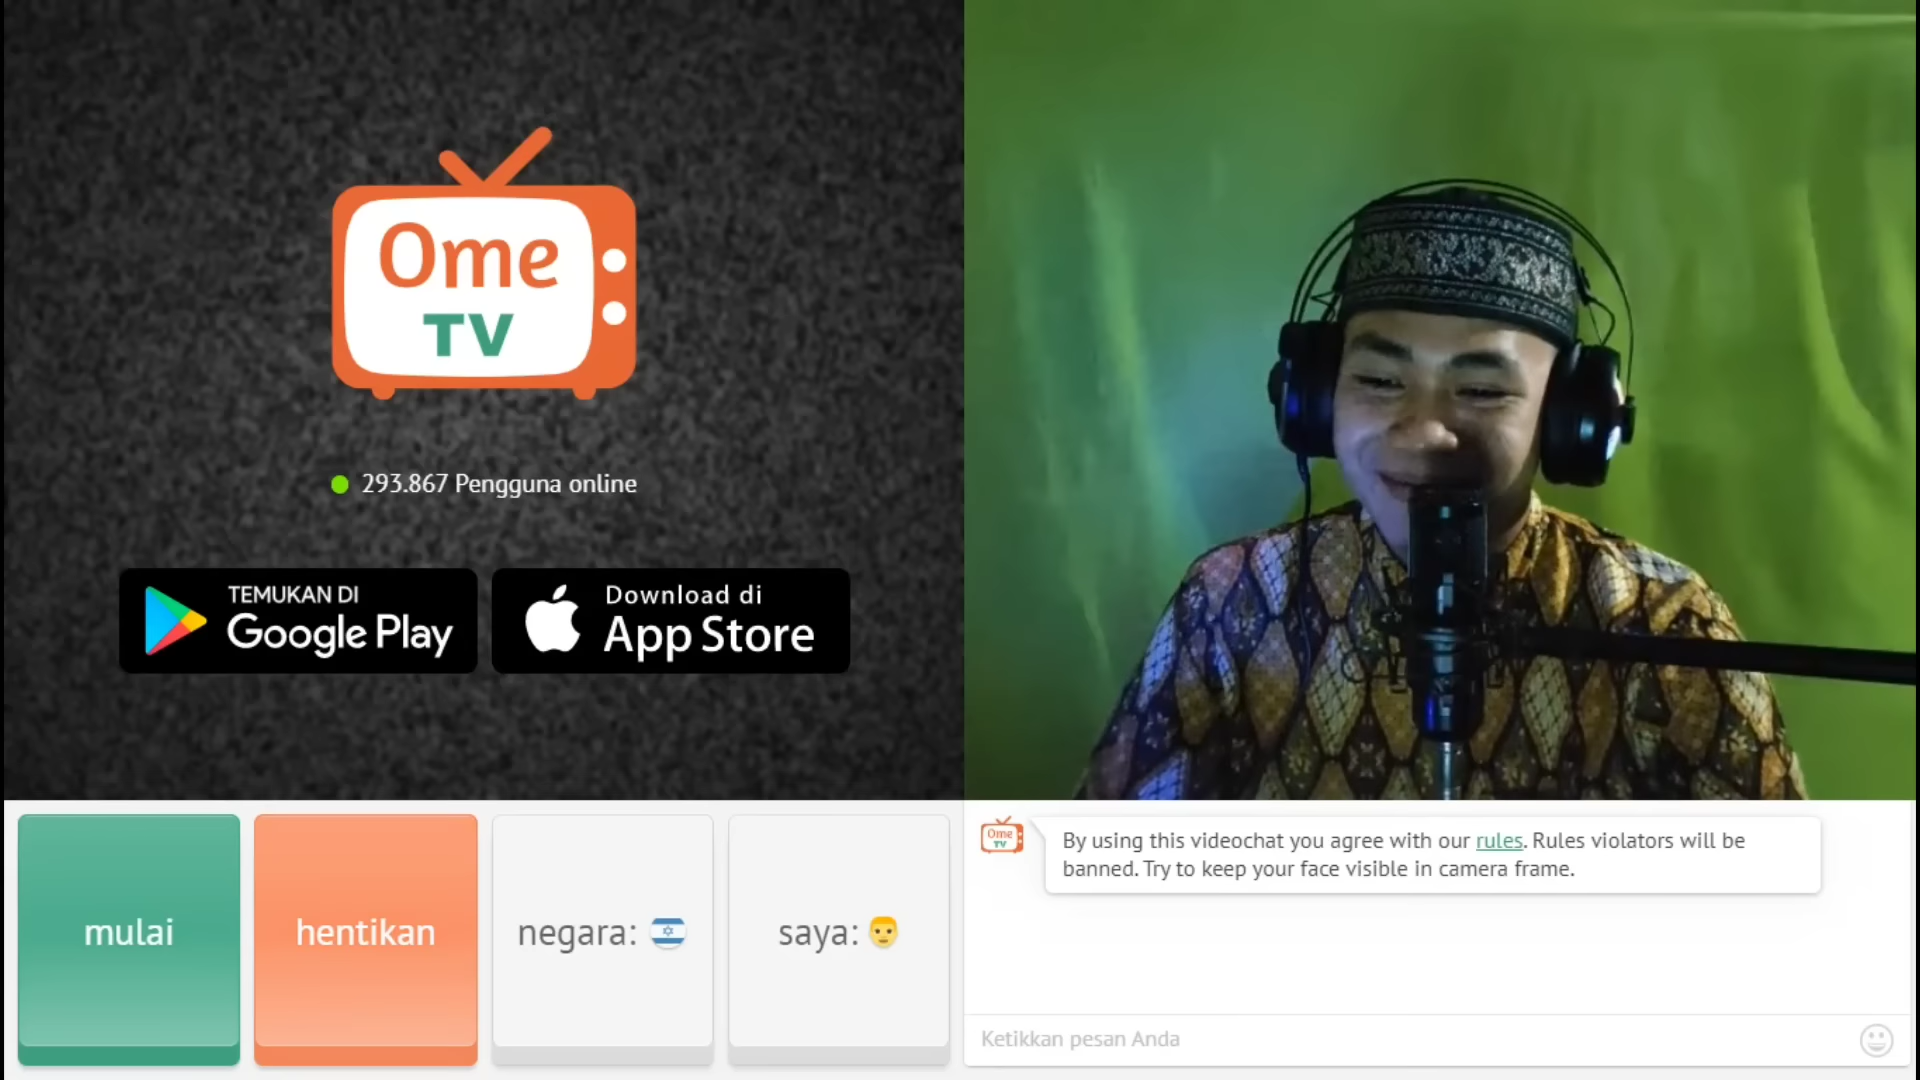 Ome
TV
293.867 Pengguna online
TEMUKAN DI
Google Play
Download di
App Store
mulai
hentikan
negara:
saya:
Ome
TV
By using this videochat you agree with our rules. Rules violators will be
banned. Try to keep your face visible in camera frame.
Ketikkan pesan Anda